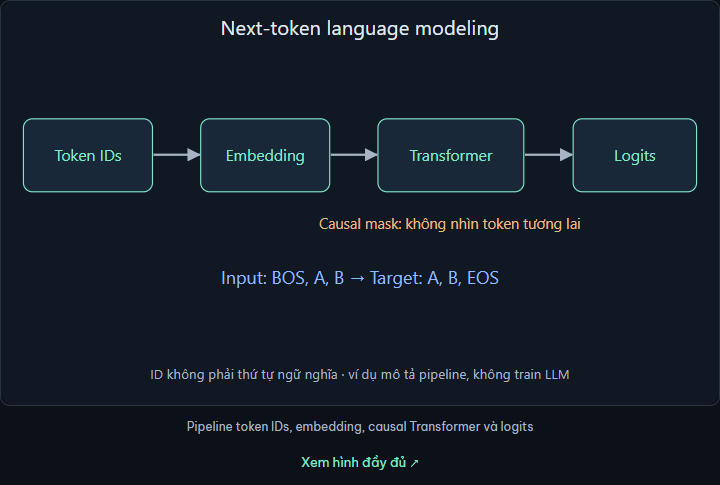 Next-token language modeling
Token IDs
Embedding
Transformer
Logits
Causal mask: không nhìn token tương lai
Input: BOS, A, B → Target: A, B, EOS
ID không phải thứ tự ngữ nghĩa · ví dụ mô tả pipeline, không train LLM
Pipeline token IDs, embedding, causal Transformer và logits
Xem hình đầy đủ ↗